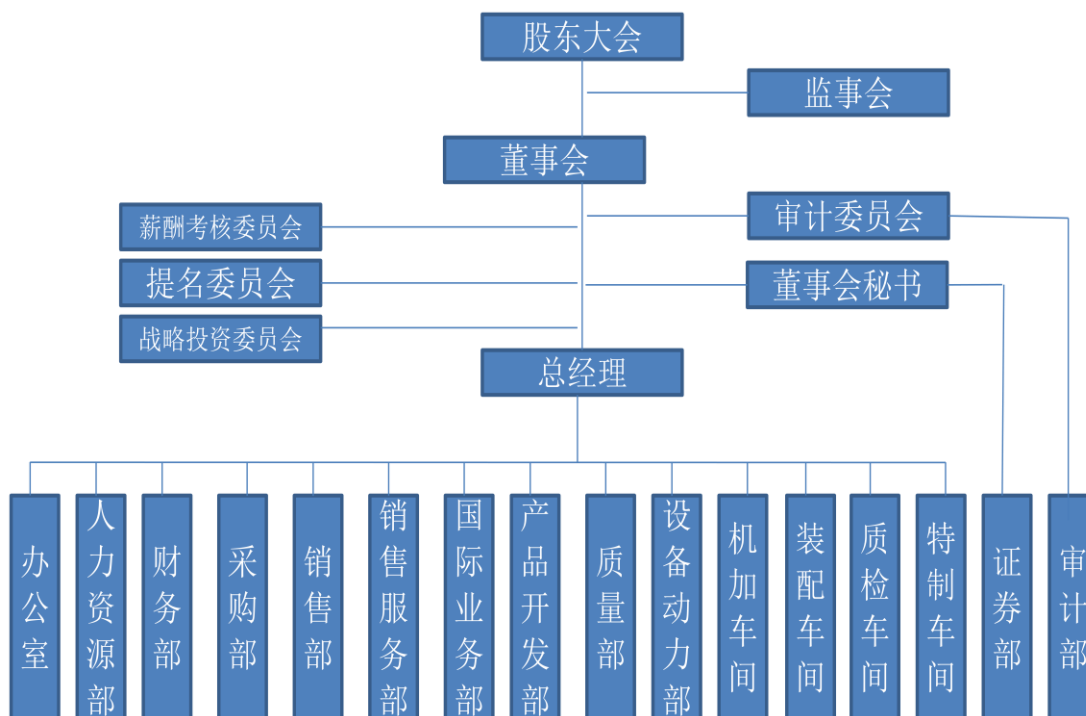 股东大会
监事会
董事会
薪酬考核委员会
审计委员会
提名委员会
董事会秘书
战略投资委员会
总经理
办公室
人力资源部
财务部
采购部
销售部
销售服务部
国际业务部
产品开发部
质量部
设备动力部
机加车间
装配车间
质检车间
特制车间
证券部
审计部